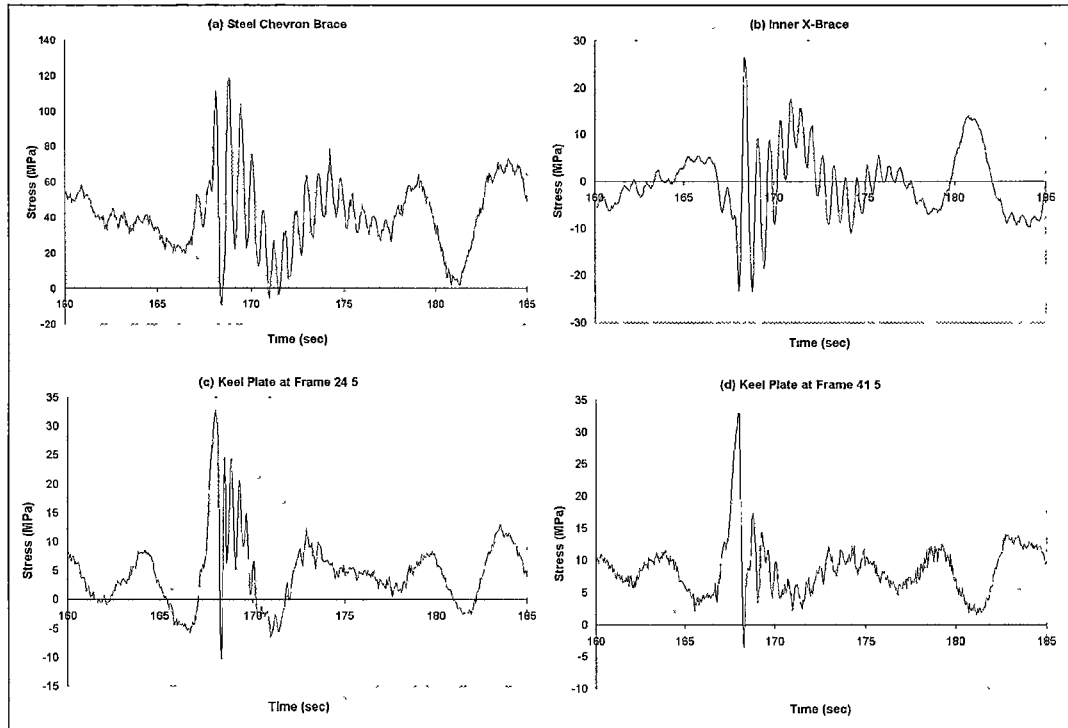 (a) Steel Chevron Brace
140
120
100
80
60
40
20
0
-20
Stress (MPa)
160 165 170 175 180 185
Time (sec)
(b) Inner X-Brace
30
20
10
0
-10
-20
-30
Stress (MPa)
160 165 170 175 180 185
Time (sec)
(c) Keel Plate at Frame 24 5
35
30
25
20
15
10
5
0
-5
-10
-15
Stress (MPa)
160 165 170 175 180 185
Time (sec)
(d) Keel Plate at Frame 41 5
35
30
25
20
15
10
5
0
-5
-10
Stress (MPa)
160 165 170 175 180 185
Time (sec)